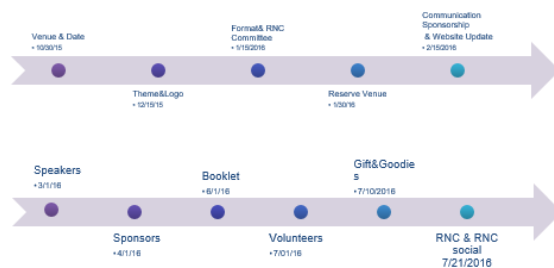 Venue & Date
• 10/30/15
Theme&Logo
• 12/15/15
Format& RNC
Committee
• 1/15/2016
Reserve Venue
• 1/30/16
Communication
Sponsorship
& Website Update
• 2/15/2016
Speakers
• 3/1/16
Sponsors
• 4/1/16
Booklet
• 6/1/16
Volunteers
• 7/01/16
Gift&Goodie
s
• 7/10/2016
RNC & RNC
social
7/21/2016